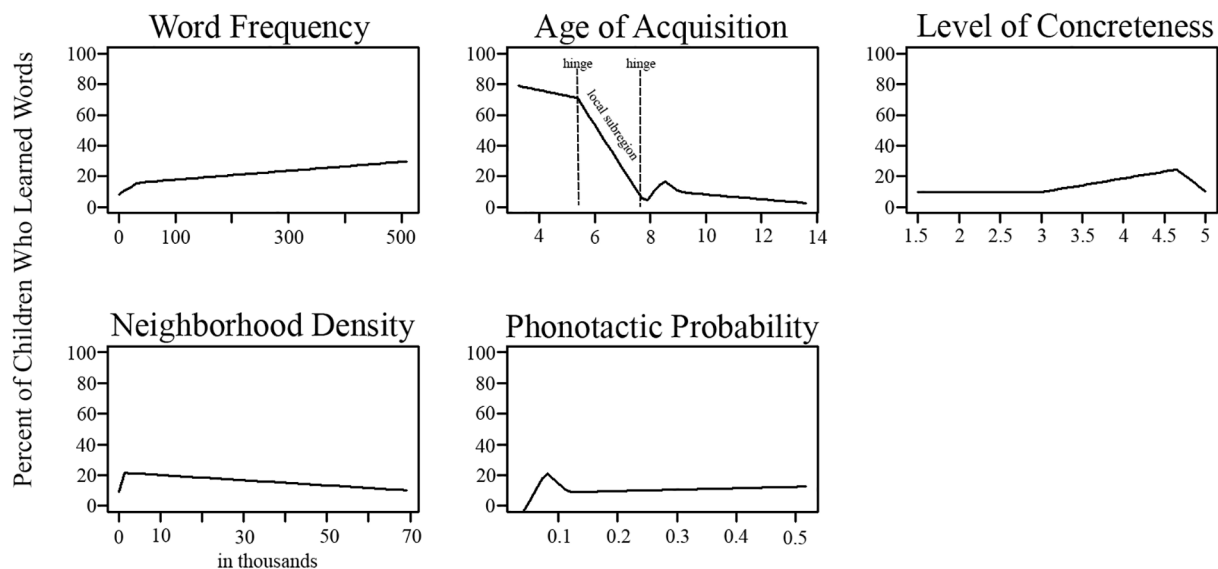 Percent of Children Who Learned Words
Word Frequency
100
80
60
40
20
0
0 100 300 500
Age of Acquisition
100
80
60
40
20
0
hinge hinge
local subregion
4 6 8 10 12 14
Level of Concreteness
100
80
60
40
20
0
1.5 2 2.5 3 3.5 4 4.5 5
Neighborhood Density
100
80
60
40
20
0
0 10 30 50 70
in thousands
Phonotactic Probability
100
80
60
40
20
0
0.1 0.2 0.3 0.4 0.5